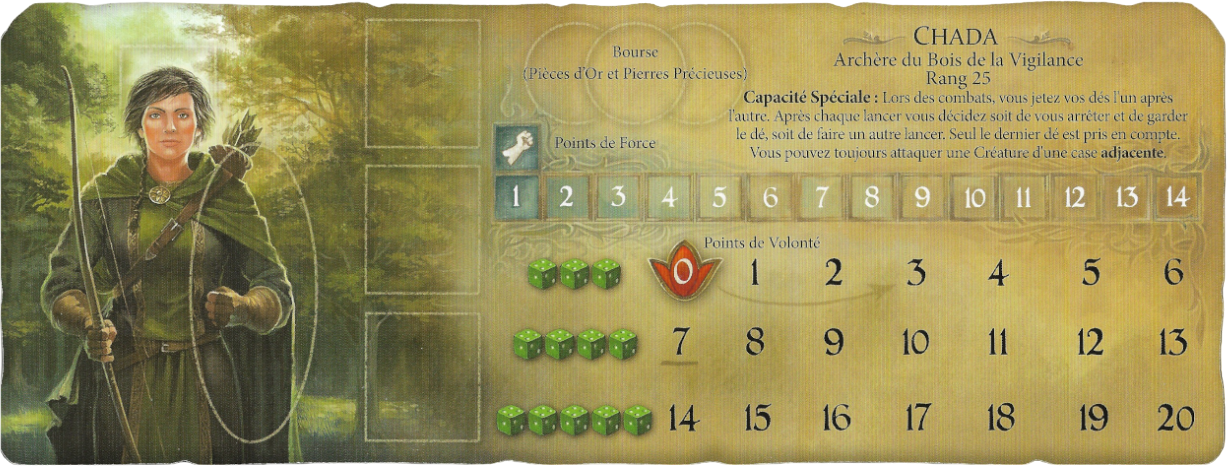 Bourse
(Pièces d'Or et Pierres Précieuses)
CHADA
Archère du Bois de la Vigilance
Rang 25
Capacité Spéciale : Lors des combats, vous jetez vos dés l'un après
l'autre. Après chaque lancer vous décidez soit de vous arrêter et de garder
le dé, soit de faire un autre lancer. Seul le dernier dé est pris en compte.
Vous pouvez toujours attaquer une Créature d'une case adjacente.
Points de Force
1 2 3 4 5 6 7 8 9 10 11 12 13 14
Points de Volonté
0 1 2 3 4 5 6
7 8 9 10 11 12 13
14 15 16 17 18 19 20